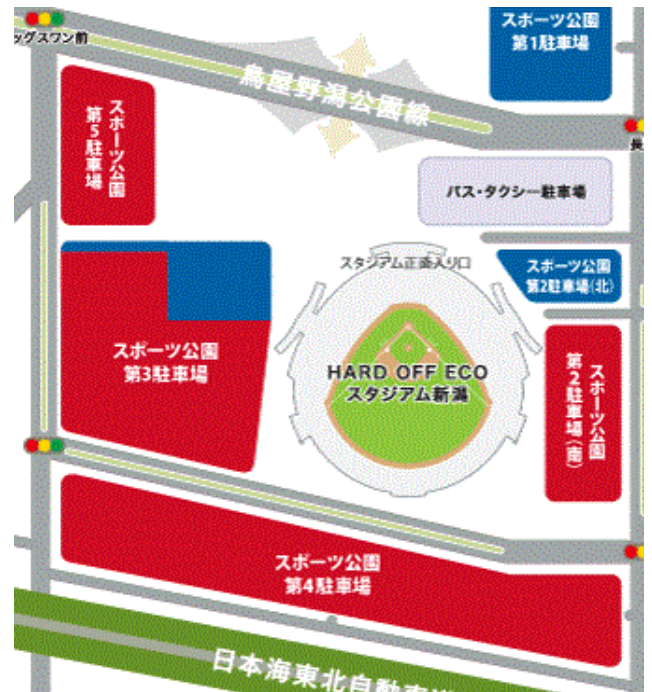 ッグスワン前
スポーツ公園
第1駐車場
鳥屋野潟公園線
長
スポーツ公園
第5駐車場
バス・タクシー駐車場
スタジアム正面入り口
スポーツ公園
第2駐車場(北)
スポーツ公園
第3駐車場
HARD OFF ECO
スタジアム新潟
スポーツ公園
第2駐車場(南)
スポーツ公園
第4駐車場
日本海東北自動車道